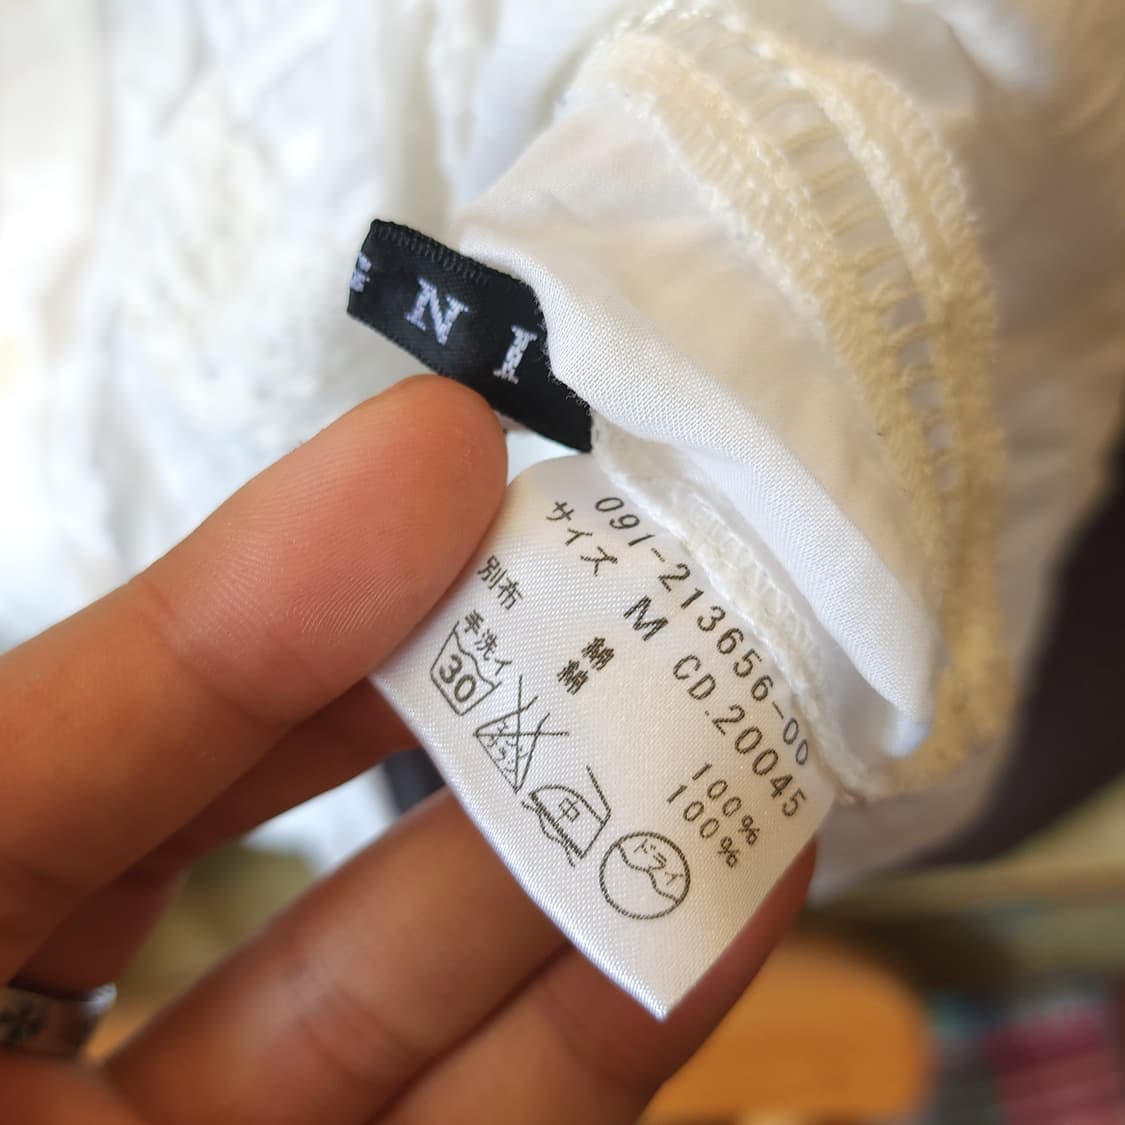 N I
091-213656-00
サイズ M CD.20045
綿 100%
別布 綿 100%
手洗イ
30
エンソサラシ
中
ドライ